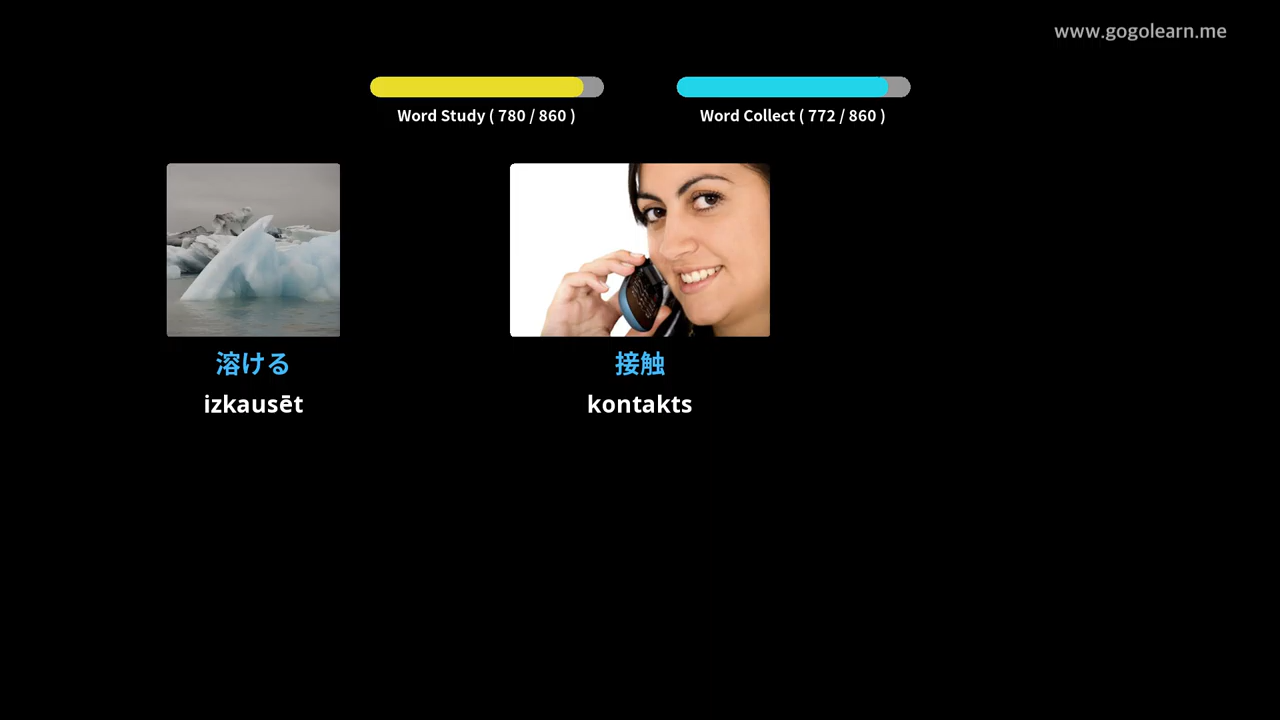 www.gogolearn.me
Word Study ( 780 / 860 )
Word Collect ( 772 / 860 )
溶ける
izkausēt
接触
kontakts